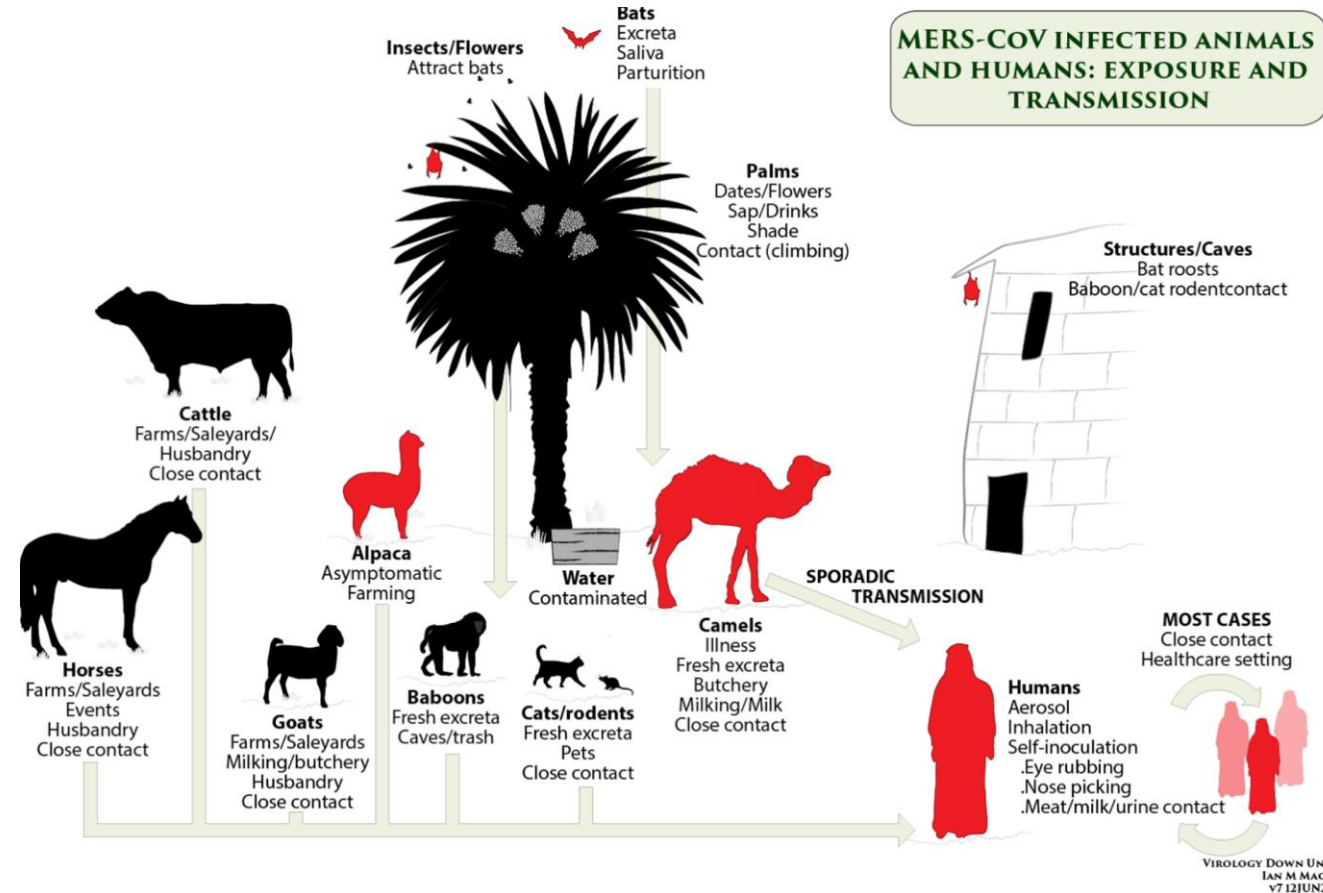 MERS-CoV INFECTED ANIMALS
AND HUMANS: EXPOSURE AND
TRANSMISSION
Bats
Excreta
Saliva
Parturition
Insects/Flowers
Attract bats
Palms
Dates/Flowers
Sap/Drinks
Shade
Contact (climbing)
Structures/Caves
Bat roosts
Baboon/cat rodentcontact
Cattle
Farms/Saleyards/
Husbandry
Close contact
Alpaca
Asymptomatic
Farming
Water
Contaminated
SPORADIC
TRANSMISSION
Camels
Illness
Fresh excreta
Butchery
Milking/Milk
Close contact
Horses
Farms/Saleyards
Events
Husbandry
Close contact
Goats
Farms/Saleyards
Milking/butchery
Husbandry
Close contact
Baboons
Fresh excreta
Caves/trash
Cats/rodents
Fresh excreta
Pets
Close contact
Humans
Aerosol
Inhalation
Self-inoculation
.Eye rubbing
.Nose picking
.Meat/milk/urine contact
MOST CASES
Close contact
Healthcare setting
VIROLOGY DOWN
IAN M